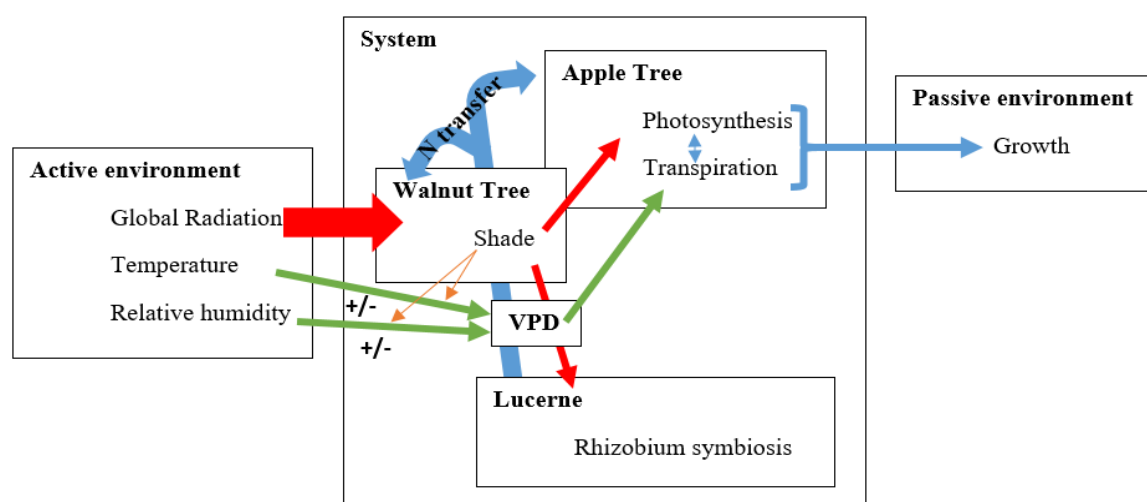 System
Apple Tree
Photosynthesis
Transpiration
Passive environment
Growth
N transfer
Active environment
Global Radiation
Temperature
Relative humidity
Walnut Tree
Shade
+/-
+/-
VPD
Lucerne
Rhizobium symbiosis